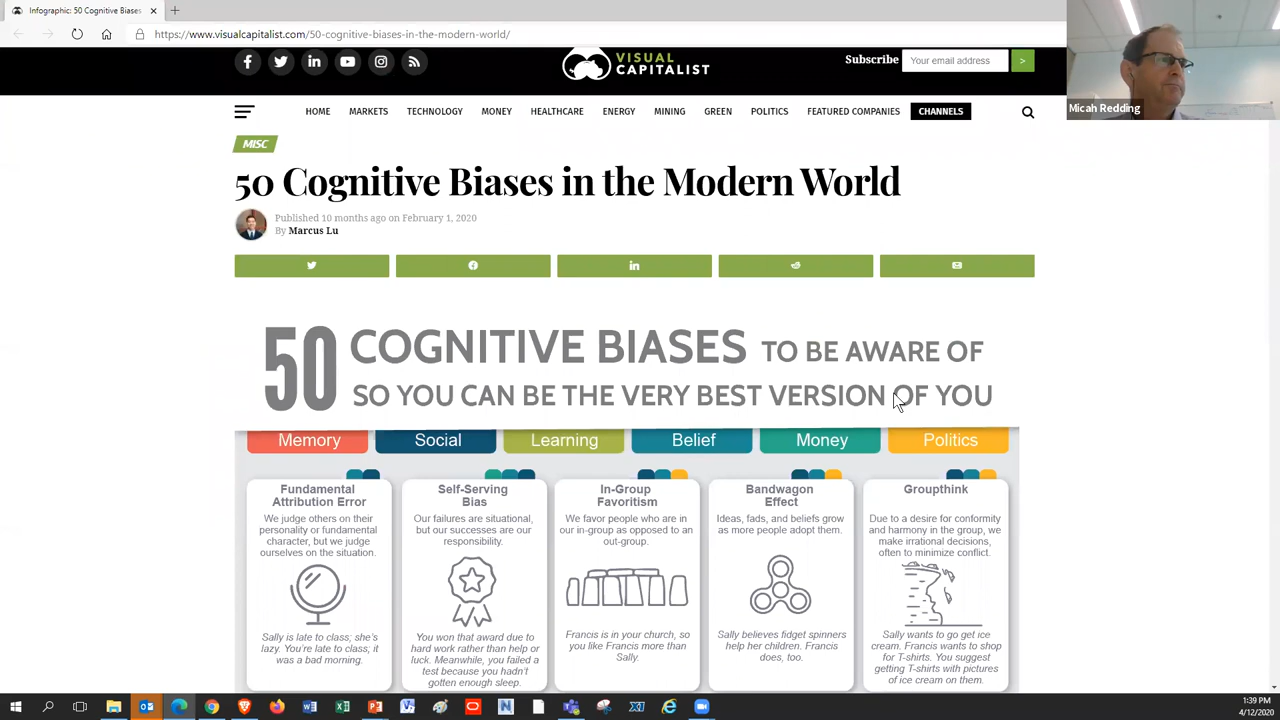 Infographic: 50 Cognitive Biases
https://www.visualcapitalist.com/50-cognitive-biases-in-the-modern-world/
VISUAL
CAPITALIST
Subscribe
Your email address
>
Micah Redding
HOME
MARKETS
TECHNOLOGY
MONEY
HEALTHCARE
ENERGY
MINING
GREEN
POLITICS
FEATURED COMPANIES
CHANNELS
MISC
50 Cognitive Biases in the Modern World
Published 10 months ago on February 1, 2020
By Marcus Lu
50 COGNITIVE BIASES TO BE AWARE OF
SO YOU CAN BE THE VERY BEST VERSION OF YOU
Memory
Social
Learning
Belief
Money
Politics
Fundamental
Attribution Error
We judge others on their
personality or fundamental
character, but we judge
ourselves on the situation.
Sally is late to class; she's
lazy. You're late to class; it
was a bad morning.
Self-Serving
Bias
Our failures are situational,
but our successes are our
responsibility.
You won that award due to
hard work rather than help or
luck. Meanwhile, you failed a
test because you hadn't
gotten enough sleep.
In-Group
Favoritism
We favor people who are in
our in-group as opposed to an
out-group.
Francis is in your church, so
you like Francis more than
Sally.
Bandwagon
Effect
Ideas, fads, and beliefs grow
as more people adopt them.
Sally believes fidget spinners
help her children. Francis
does, too.
Groupthink
Due to a desire for conformity
and harmony in the group, we
make irrational decisions,
often to minimize conflict.
Sally wants to go get ice
cream. Francis wants to shop
for T-shirts. You suggest
getting T-shirts with pictures
of ice cream on them.
1:39 PM
4/12/2020